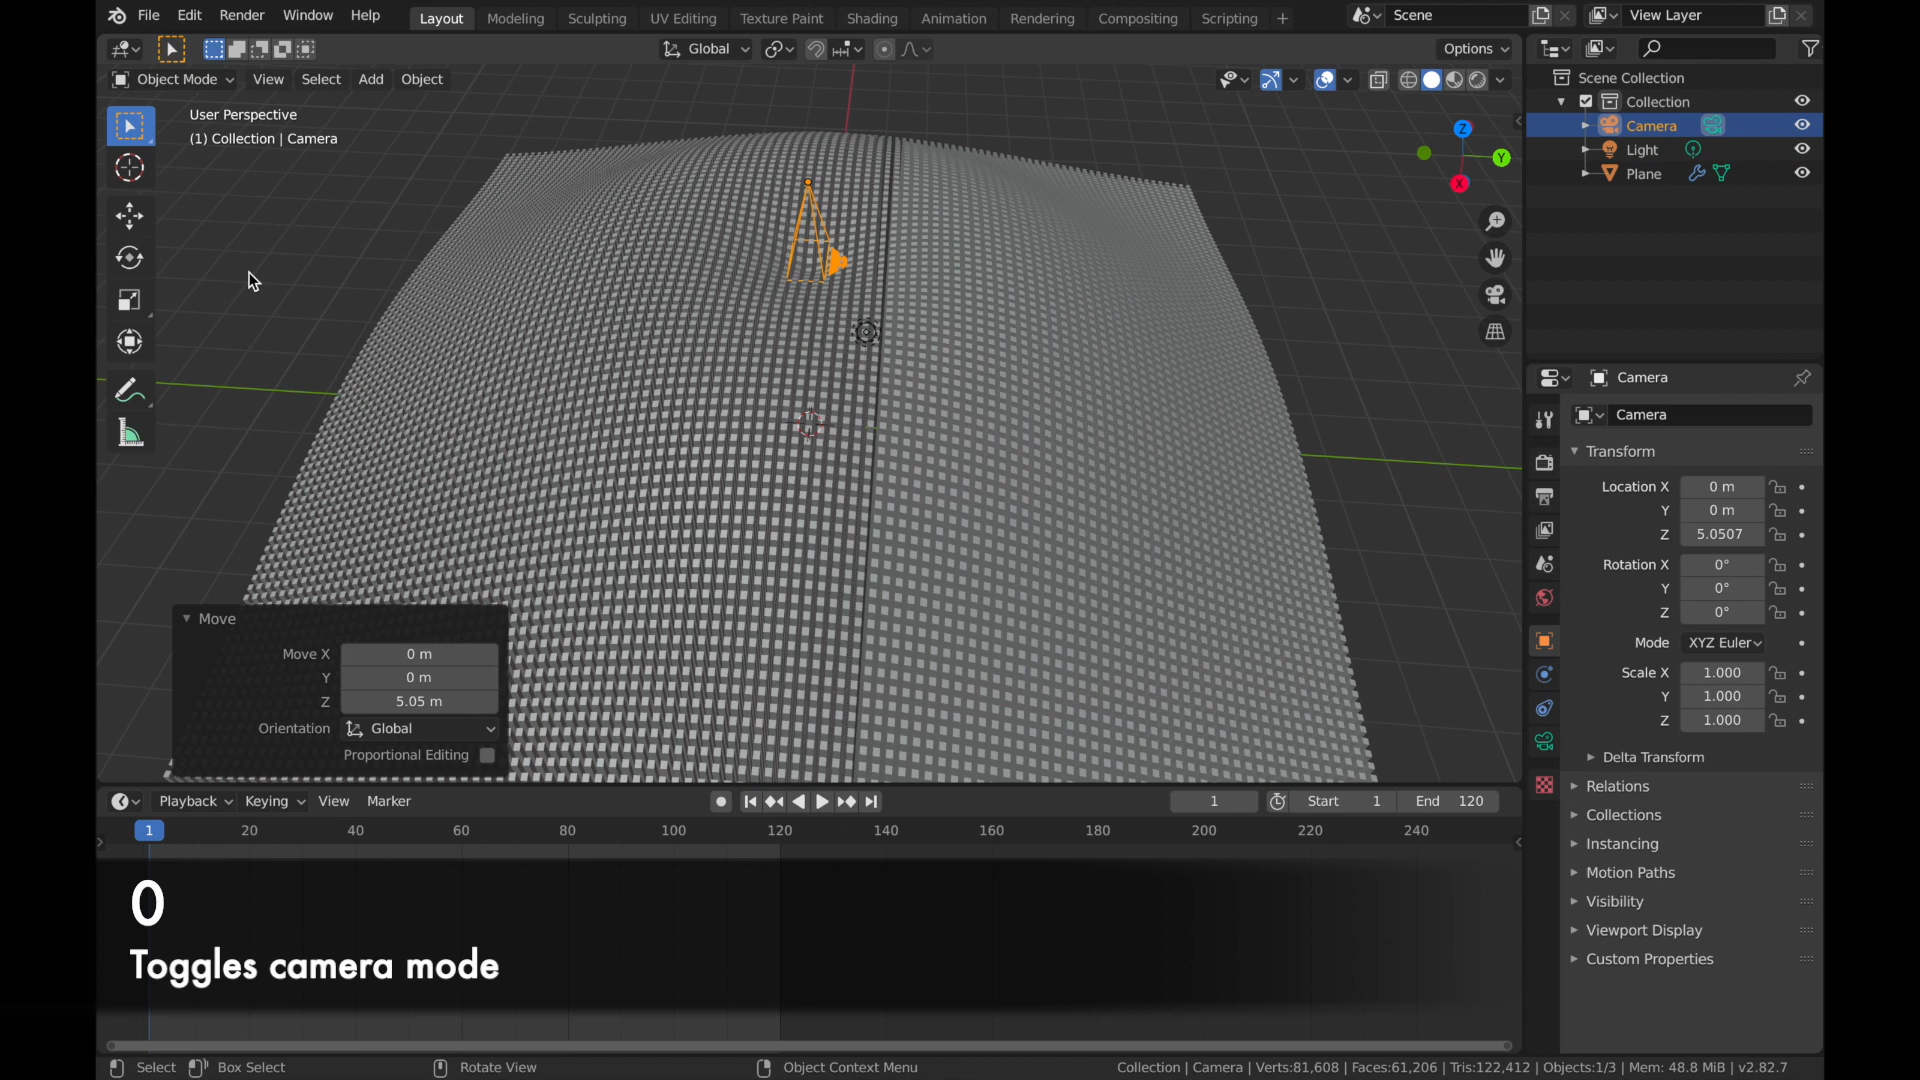 File Edit Render Window Help Layout Modeling Sculpting UV Editing Texture Paint Shading Animation Rendering Compositing Scripting + Scene View Layer
Global Options
Object Mode View Select Add Object
User Perspective
(1) Collection | Camera
Z
Y
X
Scene Collection
Collection
Camera
Light
Plane
Camera
Camera
Transform
Location X 0 m
Y 0 m
Z 5.0507
Rotation X 0°
Y 0°
Z 0°
Mode XYZ Euler
Scale X 1.000
Y 1.000
Z 1.000
Delta Transform
Relations
Collections
Instancing
Motion Paths
Visibility
Viewport Display
Custom Properties
Move
Move X 0 m
Y 0 m
Z 5.05 m
Orientation Global
Proportional Editing
Playback Keying View Marker 1 Start 1 End 120
1 20 40 60 80 100 120 140 160 180 200 220 240
0
Toggles camera mode
Select Box Select Rotate View Object Context Menu Collection | Camera | Verts:81,608 | Faces:61,206 | Tris:122,412 | Objects:1/3 | Mem: 48.8 MiB | v2.82.7